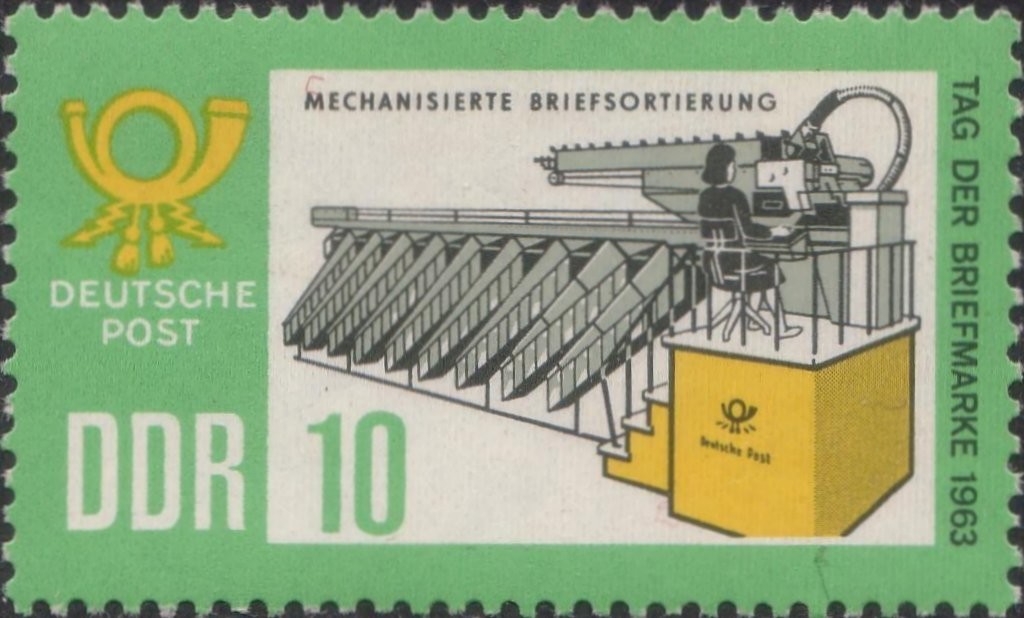 MECHANISIERTE BRIEFSORTIERUNG
DEUTSCHE
POST
DDR 10
Deutsche Post
TAG DER BRIEFMARKE 1963